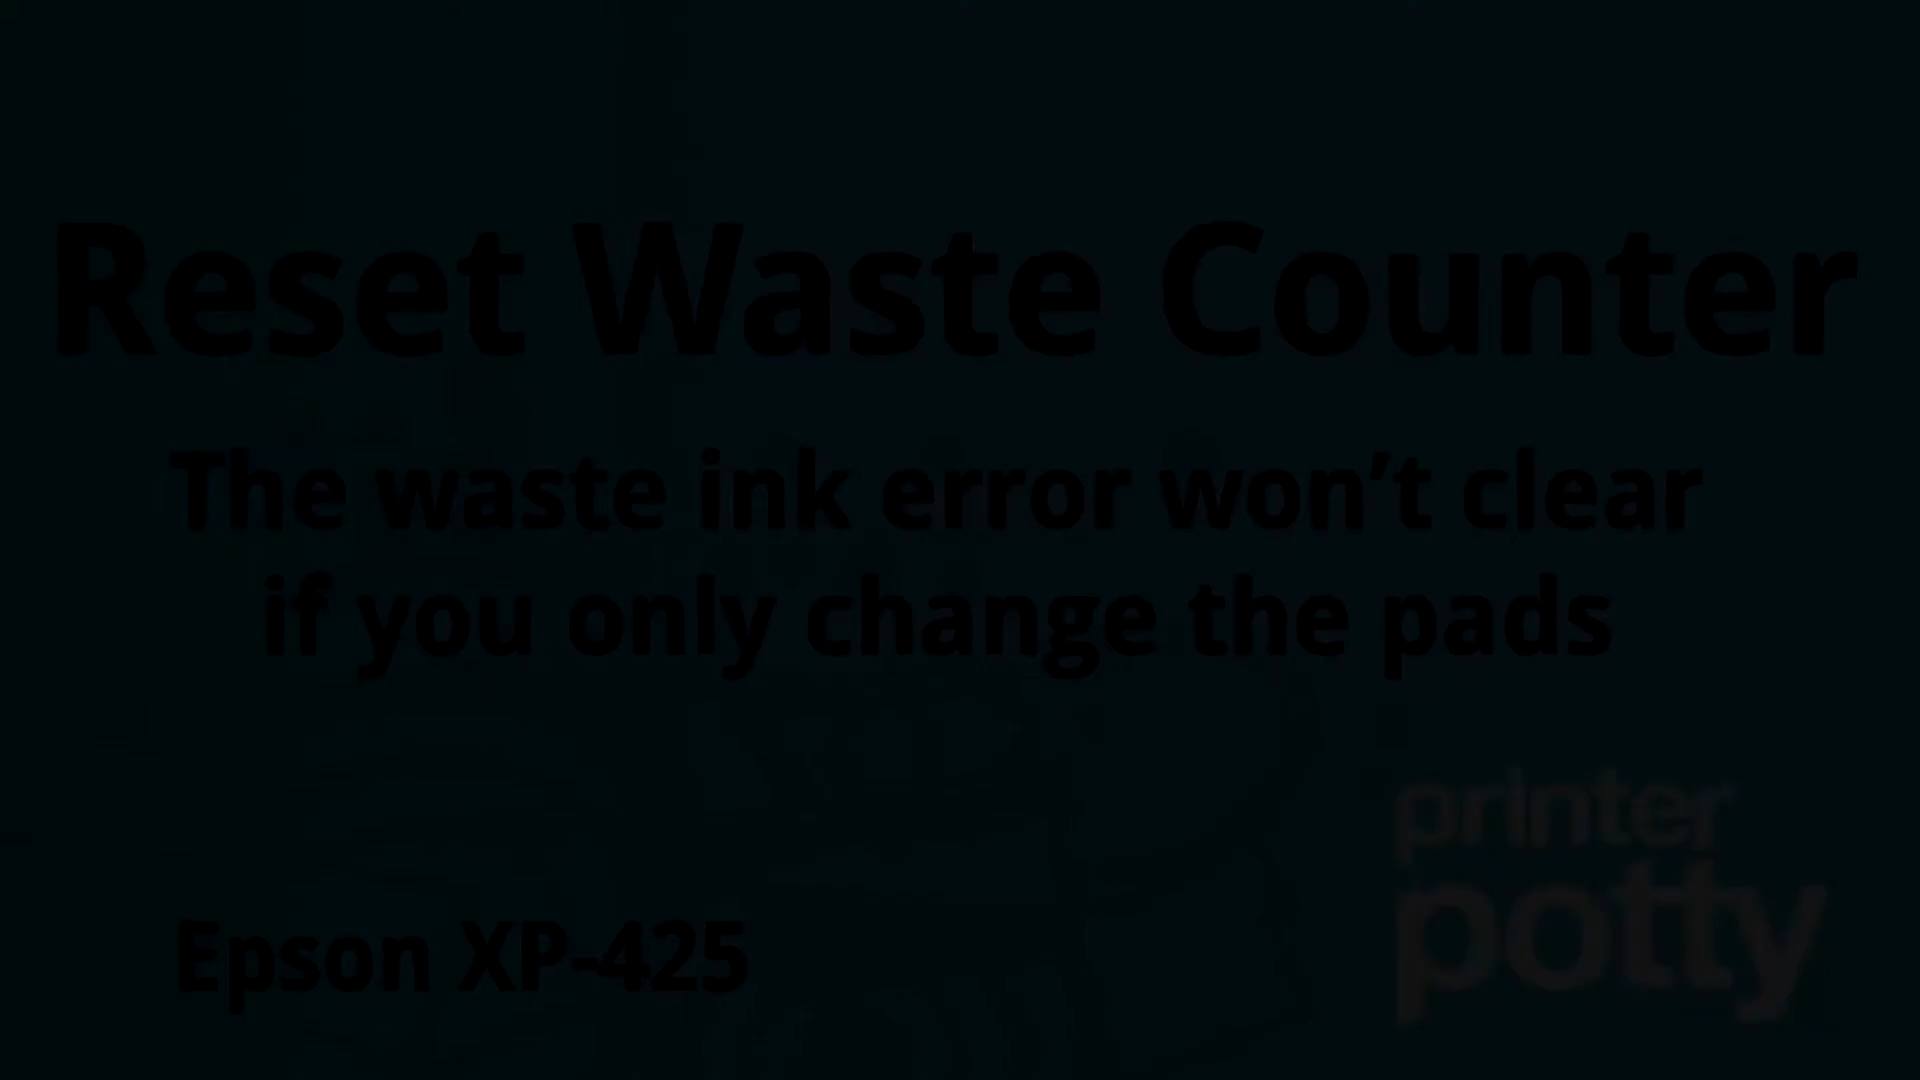 Reset Waste Counter
The waste ink error won’t clear
if you only change the pads
printer
potty
Epson XP-425